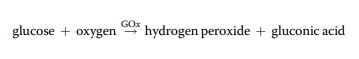 glucose + oxygen GOx→ hydrogen peroxide + gluconic acid